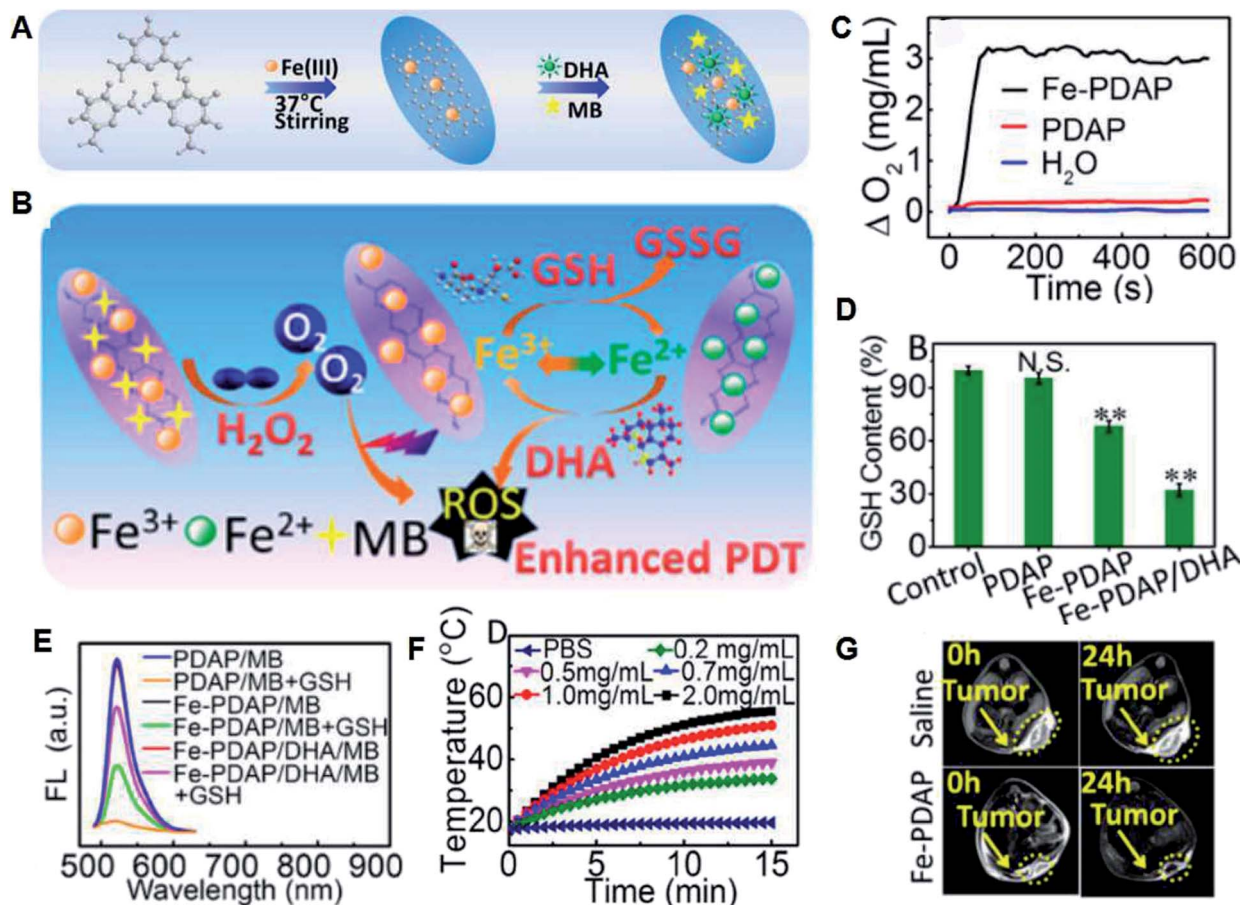 A
Fe(III)
37°C
Stirring
DHA
MB
B
H₂O₂
O₂
O₂
GSH
GSSG
Fe³⁺
Fe²⁺
DHA
ROS
Fe³⁺ Fe²⁺ MB
Enhanced PDT
C
Δ O₂ (mg/mL)
3
2
1
0
Fe-PDAP
PDAP
H₂O
0 200 400 600
Time (s)
D
B
GSH Content (%)
90
60
30
0
N.S.
**
**
Control
PDAP
Fe-PDAP
Fe-PDAP/DHA
E
FL (a.u.)
PDAP/MB
PDAP/MB+GSH
Fe-PDAP/MB
Fe-PDAP/MB+GSH
Fe-PDAP/DHA/MB
Fe-PDAP/DHA/MB
+GSH
500 600 700 800 900
Wavelength (nm)
F
D
Temperature (°C)
80
60
40
20
PBS 0.2 mg/mL
0.5mg/mL 0.7mg/mL
1.0mg/mL 2.0mg/mL
0 5 10 15
Time (min)
G
Saline
0h
Tumor
24h
Tumor
Fe-PDAP
0h
Tumor
24h
Tumor